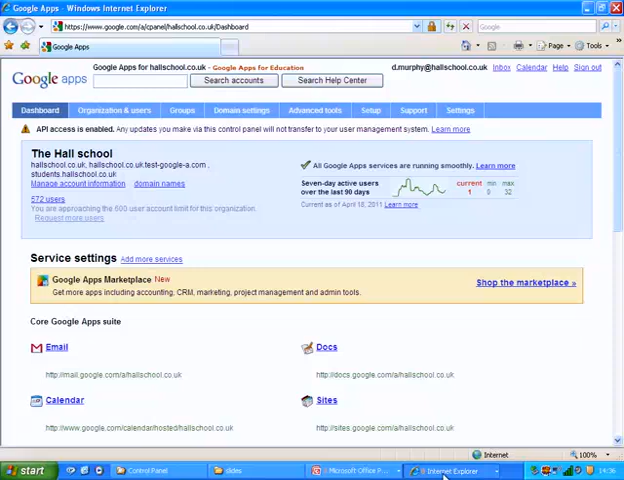 Google Apps - Windows Internet Explorer
https://www.google.com/a/cpanel/hallschool.co.uk/Dashboard
Google
Google Apps
Page
Tools
Google apps
Google Apps for hallschool.co.uk - Google Apps for Education
d.murphy@hallschool.co.uk Inbox Calendar Help Sign out
Search accounts
Search Help Center
Dashboard Organization & users Groups Domain settings Advanced tools Setup Support Settings
API access is enabled. Any updates you make via this control panel will not transfer to your user management system. Learn more
The Hall school
hallschool.co.uk, hallschool.co.uk.test-google-a.com ,
students.hallschool.co.uk
Manage account information domain names
572 users
You are approaching the 600 user account limit for this organization.
Request more users
All Google Apps services are running smoothly. Learn more
Seven-day active users
over the last 90 days
current min max
1 0 32
Current as of April 18, 2011 Learn more
Service settings Add more services
Google Apps Marketplace New
Get more apps including accounting, CRM, marketing, project management and admin tools.
Shop the marketplace »
Core Google Apps suite
Email
http://mail.google.com/a/hallschool.co.uk
Docs
http://docs.google.com/a/hallschool.co.uk
Calendar
http://www.google.com/calendar/hosted/hallschool.co.uk
Sites
http://sites.google.com/a/hallschool.co.uk
Internet
100%
start
Control Panel
slides
Microsoft Office P...
Internet Explorer
14:36